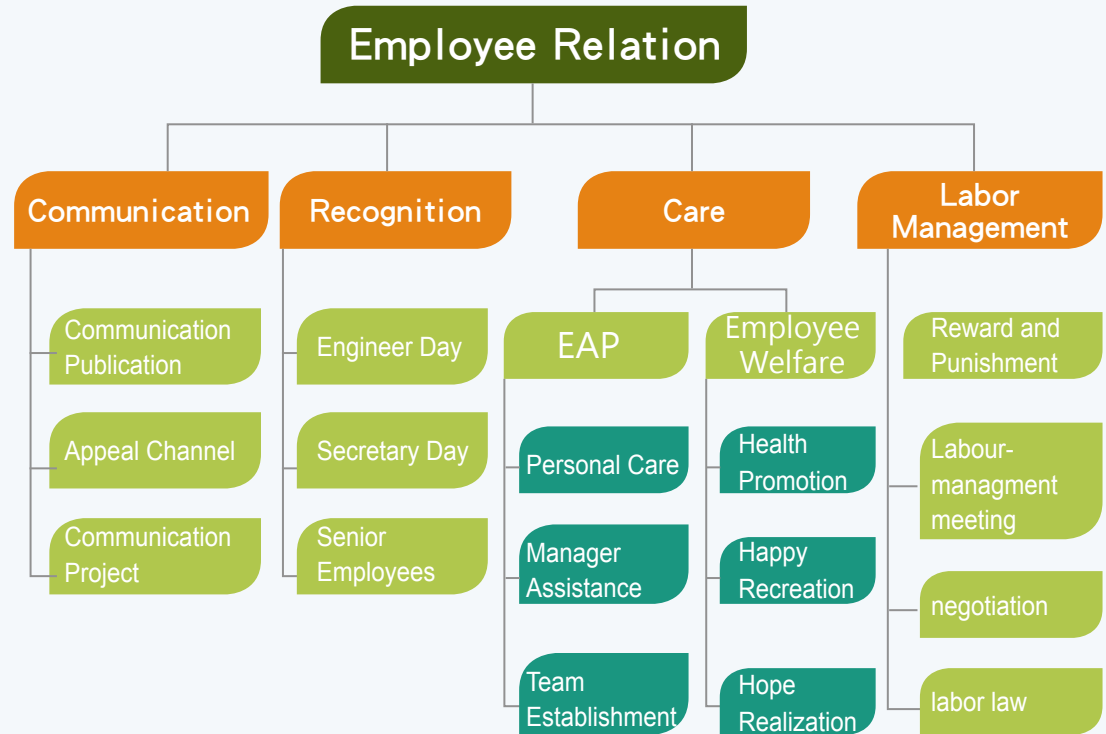 Employee Relation
Communication
Recognition
Care
Labor
Management
Communication
Publication
Appeal Channel
Communication
Project
Engineer Day
Secretary Day
Senior
Employees
EAP
Personal Care
Manager
Assistance
Team
Establishment
Employee
Welfare
Health
Promotion
Happy
Recreation
Hope
Realization
Reward and
Punishment
Labour-
managment
meeting
negotiation
labor law